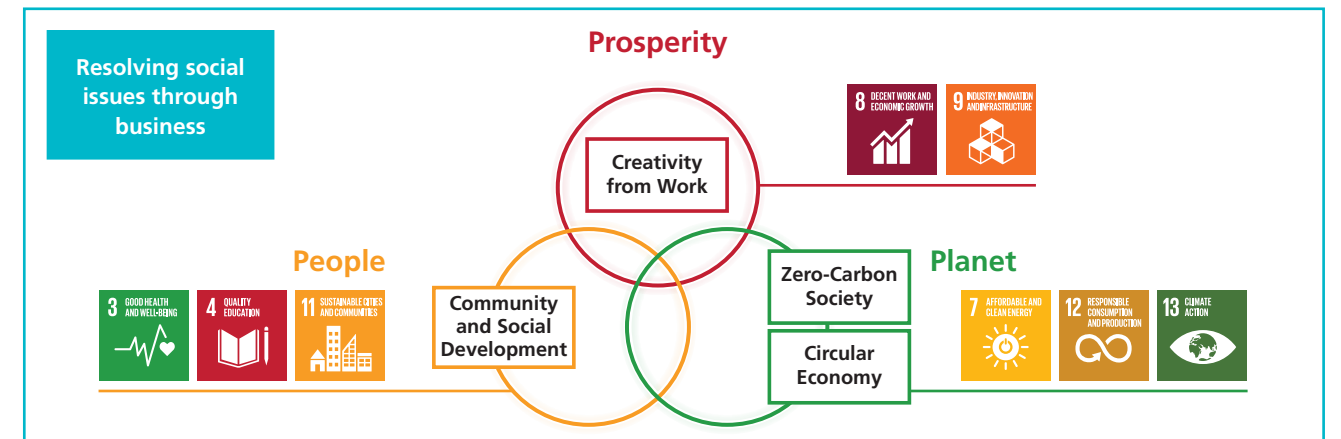 Resolving social
issues through
business
Prosperity
Creativity
from Work
8 DECENT WORK AND
ECONOMIC GROWTH
9 INDUSTRY, INNOVATION
AND INFRASTRUCTURE
People
Community
and Social
Development
3 GOOD HEALTH
AND WELL-BEING
4 QUALITY
EDUCATION
11 SUSTAINABLE CITIES
AND COMMUNITIES
Planet
Zero-Carbon
Society
Circular
Economy
7 AFFORDABLE AND
CLEAN ENERGY
12 RESPONSIBLE
CONSUMPTION
AND PRODUCTION
13 CLIMATE
ACTION